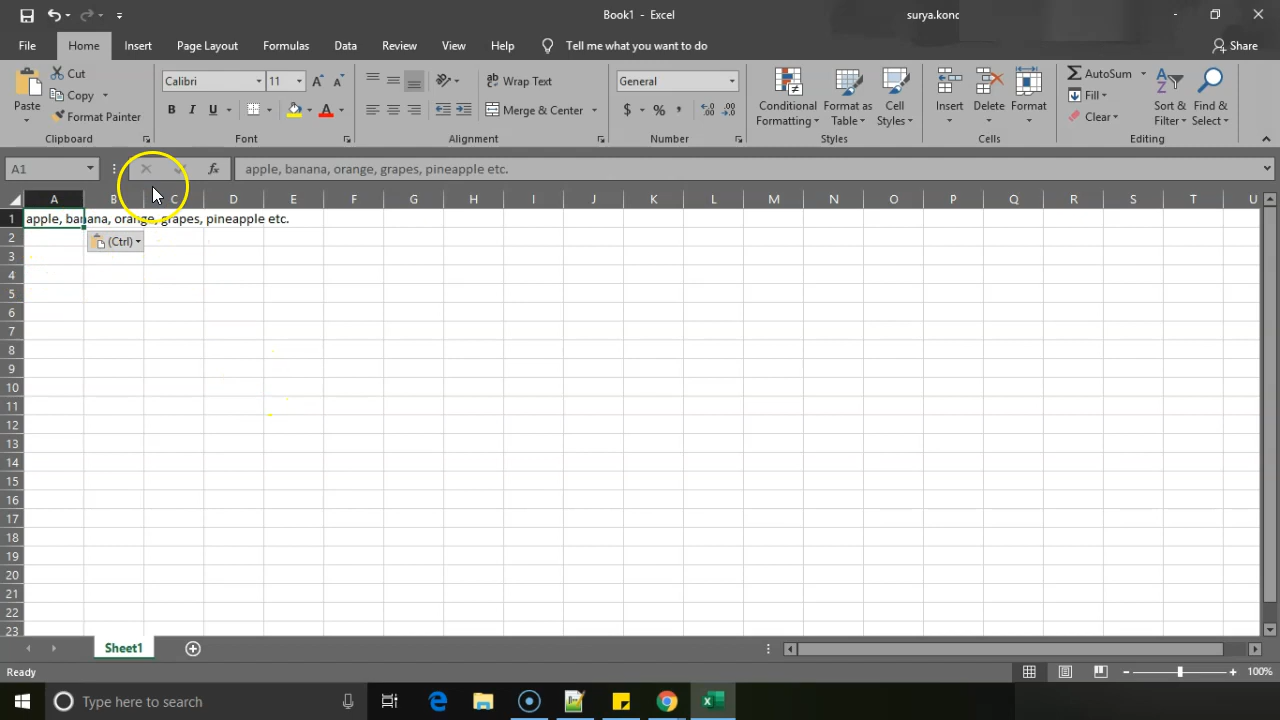 Book1 - Excel
surya.konc
File Home Insert Page Layout Formulas Data Review View Help Tell me what you want to do Share
Paste
Cut
Copy
Format Painter
Clipboard
Calibri 11 A A
B I U A
Font
ab Wrap Text
Merge & Center
Alignment
General
$ % ,
Number
Conditional Formatting
Format as Table
Cell Styles
Styles
Insert Delete Format
Cells
AutoSum
Fill
Clear
Sort & Filter
Find & Select
Editing
A1 fx apple, banana, orange, grapes, pineapple etc.
A B C D E F G H I J K L M N O P Q R S T U
1 apple, banana, orange, grapes, pineapple etc.
2 (Ctrl)
3
4
5
6
7
8
9
10
11
12
13
14
15
16
17
18
19
20
21
22
23
Sheet1
Ready 100%
Type here to search